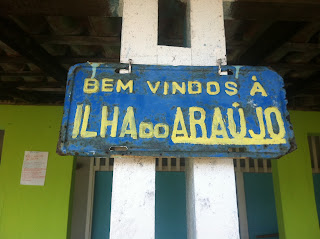 BEM VINDOS À
ILHA DO ARAÚJO